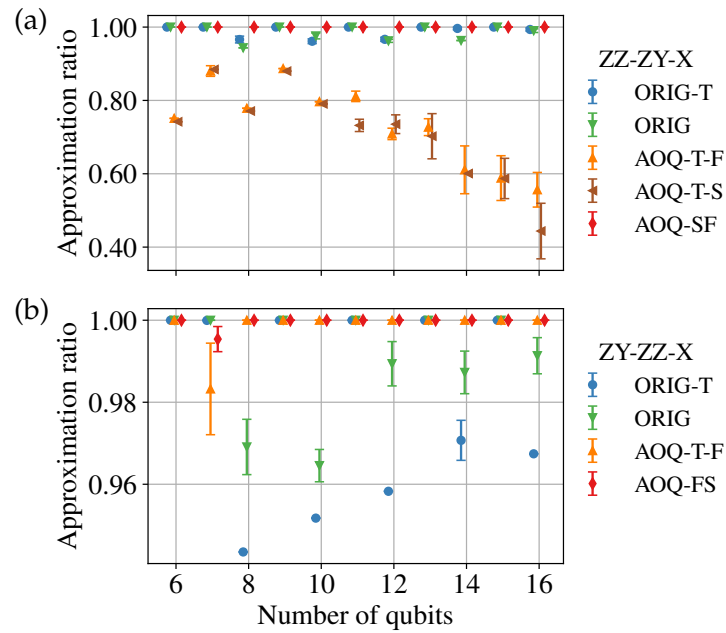 (a)
Approximation ratio
1.00
0.80
0.60
0.40
ZZ-ZY-X
ORIG-T
ORIG
AOQ-T-F
AOQ-T-S
AOQ-SF
(b)
Approximation ratio
1.00
0.98
0.96
ZY-ZZ-X
ORIG-T
ORIG
AOQ-T-F
AOQ-FS
6 8 10 12 14 16
Number of qubits